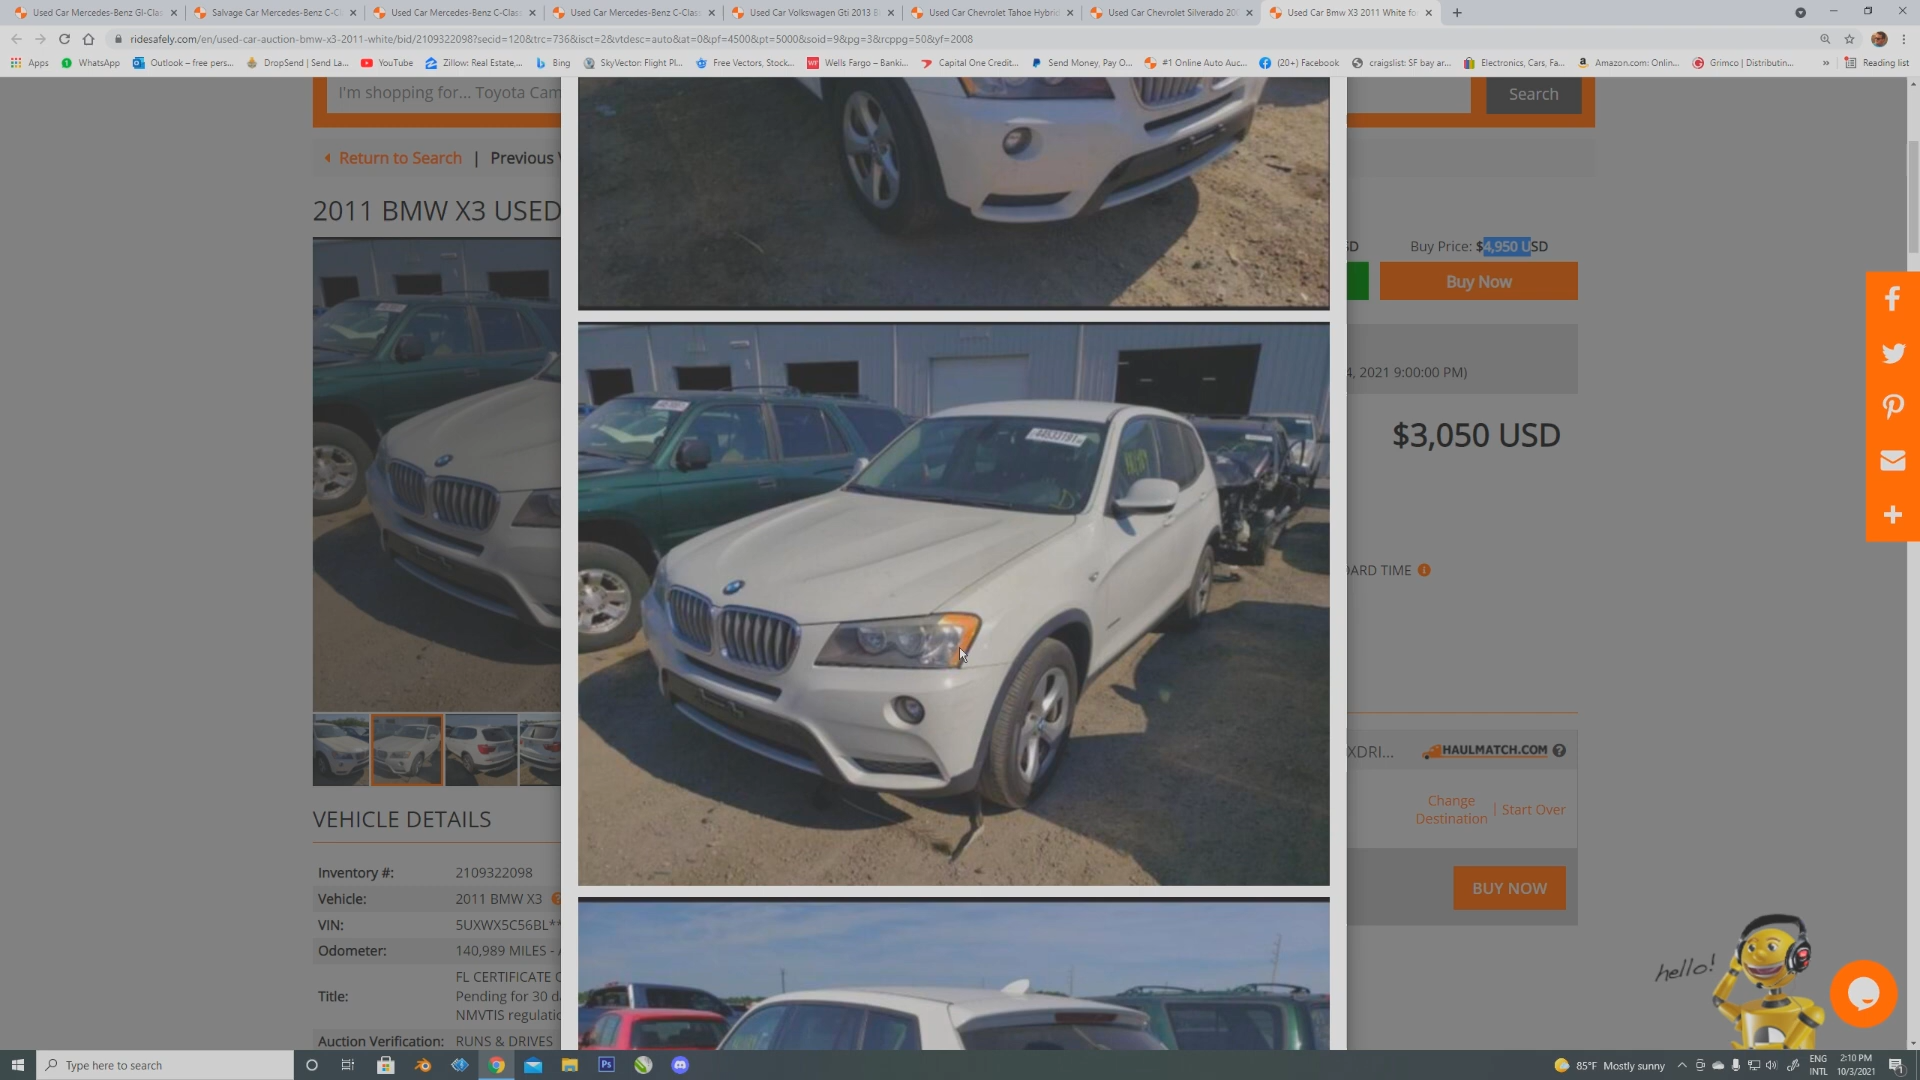 Used Car Mercedes-Benz Gl-Clas
Salvage Car Mercedes-Benz C-Cl
Used Car Mercedes-Benz C-Clas
Used Car Mercedes-Benz C-Clas
Used Car Volkswagen Gti 2013 B
Used Car Chevrolet Tahoe Hybrid
Used Car Chevrolet Silverado 200
Used Car Bmw X3 2011 White fo
ridesafely.com/en/used-car-auction-bmw-x3-2011-white/bid/2109322098?secid=120&trc=736&isct=2&vtdesc=auto&at=0&pf=4500&pt=5000&soid=9&pg=3&rcppg=50&yf=2008
Apps
WhatsApp
Outlook – free pers...
DropSend | Send La...
YouTube
Zillow: Real Estate,...
Bing
SkyVector: Flight Pl...
Free Vectors, Stock...
Wells Fargo – Banki...
Capital One Credit...
Send Money, Pay O...
#1 Online Auto Auc...
(20+) Facebook
craigslist: SF bay ar...
Electronics, Cars, Fa...
Amazon.com: Onlin...
Grimco | Distributin...
»
Reading list
I'm shopping for... Toyota Cam
Search
Return to Search | Previous V
2011 BMW X3 USED
SD
Buy Price: $4,950 USD
Buy Now
4, 2021 9:00:00 PM)
$3,050 USD
ARD TIME
XDRI...
HAULMATCH.COM
Change Destination | Start Over
BUY NOW
VEHICLE DETAILS
Inventory #: 2109322098
Vehicle: 2011 BMW X3
VIN: 5UXWX5C56BL**
Odometer: 140,989 MILES - A
Title: FL CERTIFICATE O
Pending for 30 d
NMVTIS regulatio
Auction Verification: RUNS & DRIVES
hello!
Type here to search
Ps
85°F Mostly sunny
ENG
INTL
2:10 PM
10/3/2021